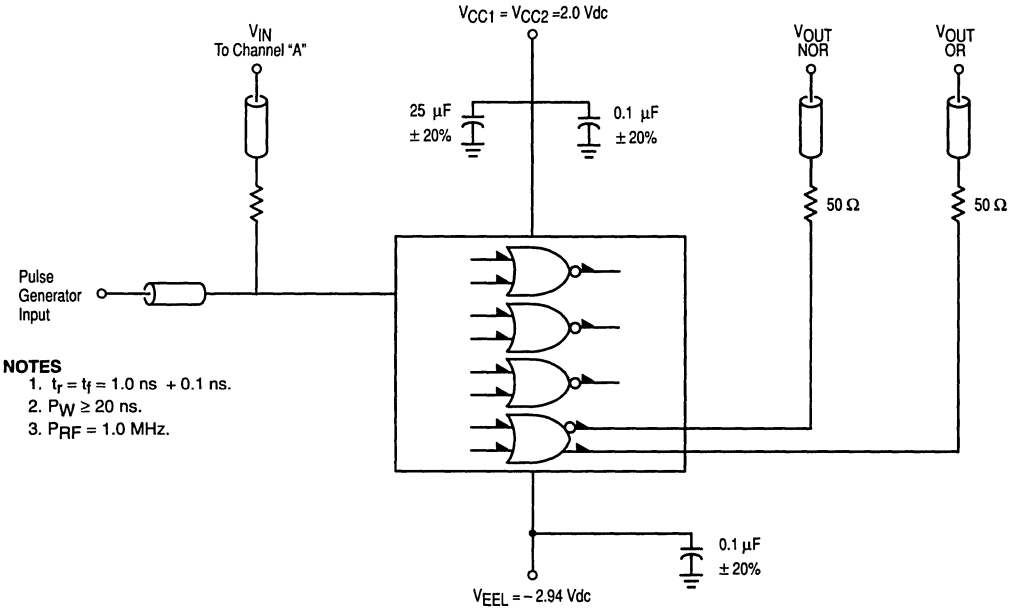 VCC1 = VCC2 =2.0 Vdc
VIN
To Channel “A”
VOUT
NOR
VOUT
OR
25 µF
± 20%
0.1 µF
± 20%
50 Ω
50 Ω
Pulse
Generator
Input
NOTES
1. tr = tf = 1.0 ns + 0.1 ns.
2. PW ≥ 20 ns.
3. PRF = 1.0 MHz.
0.1 µF
± 20%
VEEL = – 2.94 Vdc